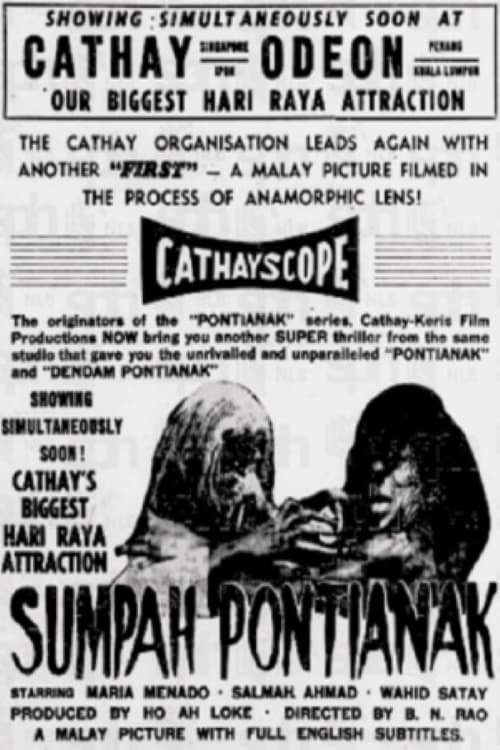 SHOWING SIMULTANEOUSLY SOON AT
CATHAY SINGAPORE IPOH ODEON PENANG KUALA LUMPUR
OUR BIGGEST HARI RAYA ATTRACTION
THE CATHAY ORGANISATION LEADS AGAIN WITH
ANOTHER "FIRST" — A MALAY PICTURE FILMED IN
THE PROCESS OF ANAMORPHIC LENS!
CATHAYSCOPE
The originators of the "PONTIANAK" series, Cathay-Keris Film
Productions NOW bring you another SUPER thriller from the same
studio that gave you the unrivalled and unparalleled "PONTIANAK"
and "DENDAM PONTIANAK"
SHOWING
SIMULTANEOUSLY
SOON!
CATHAY'S
BIGGEST
HARI RAYA
ATTRACTION
SUMPAH PONTIANAK
STARRING MARIA MENADO · SALMAH AHMAD · WAHID SATAY
PRODUCED BY HO AH LOKE · DIRECTED BY B. N. RAO
A MALAY PICTURE WITH FULL ENGLISH SUBTITLES.